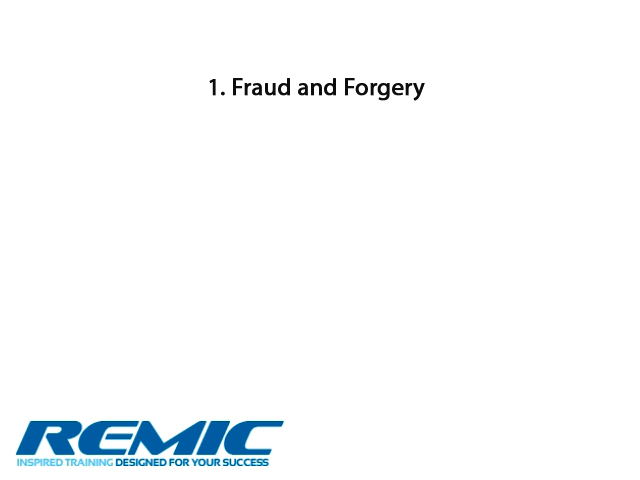 1. Fraud and Forgery
REMIC
INSPIRED TRAINING DESIGNED FOR YOUR SUCCESS